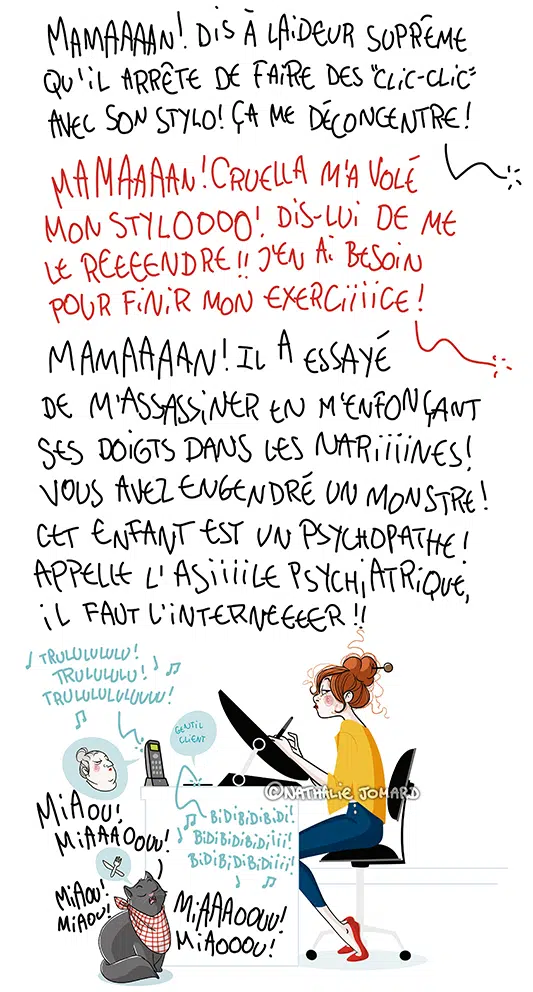 MAMAAAAN! DIS À LAIDEUR SUPRÊME
QU'IL ARRÊTE DE FAIRE DES "CLIC-CLIC"
AVEC SON STYLO! ÇA ME DÉCONCENTRE!
MAMAAAAN! CRUELLA M'A VOLÉ
MON STYLOOOO! DIS-LUI DE ME
LE REEEENDRE!! J'EN AI BESOIN
POUR FINIR MON EXERCIIIICE!
MAMAAAAN! IL A ESSAYÉ
DE M'ASSASSINER EN M'ENFONÇANT
SES DOIGTS DANS LES NARIIIINES!
VOUS AVEZ ENGENDRÉ UN MONSTRE!
CET ENFANT EST UN PSYCHOPATHE!
APPELLE L'ASIIIILE PSYCHIATRIQUE,
IL FAUT L'INTERNEEEER!!
TRULULULULU!
TRULULULU!
TRULULULULUUUU!
GENTIL
CLIENT
@NATHALIE JOMARD
BIDIBIDIBIDI!
BIDIBIDIBIDIIII!
BIDIBIDIBIDIIII!
MIAOU!
MIAAAOOUU!
MIAOU!
MIAOU!
MIAAAOOUU!
MIAOOOU!